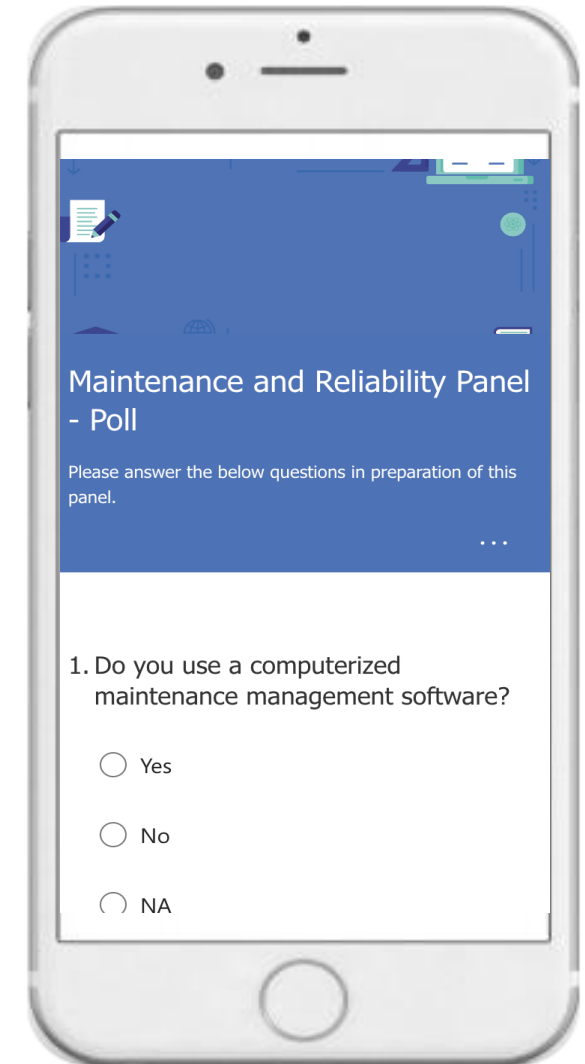 Maintenance and Reliability Panel
- Poll
Please answer the below questions in preparation of this
panel.
...
1. Do you use a computerized
maintenance management software?
Yes
No
NA